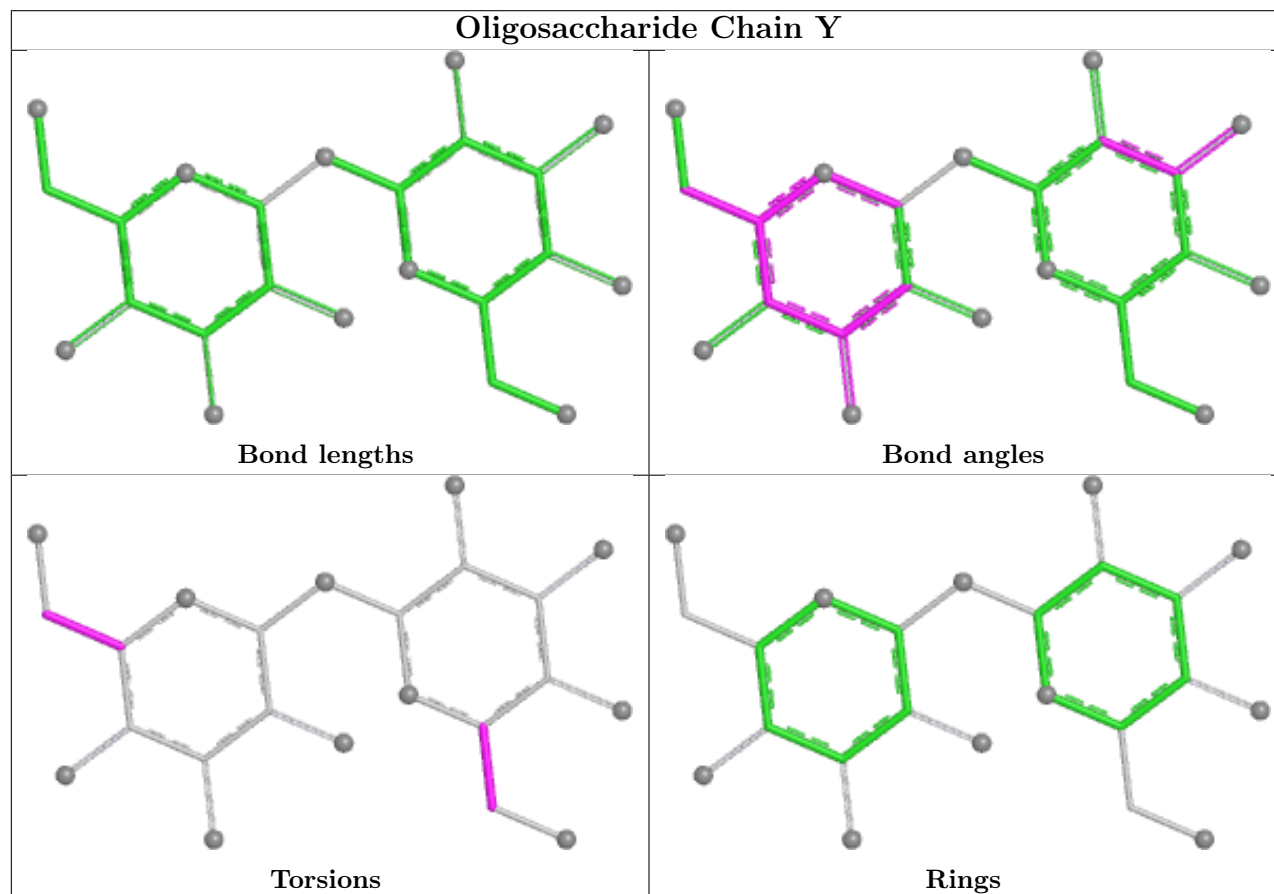 Oligosaccharide Chain Y
Bond lengths
Bond angles
Torsions
Rings